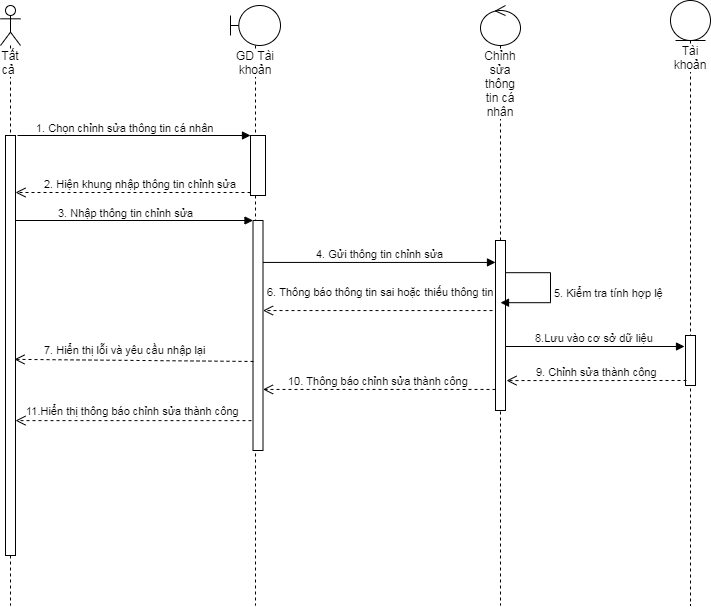 Tất
cả
GD Tài
khoản
Chỉnh
sửa
thông
tin cá
nhân
Tài
khoản
1. Chọn chỉnh sửa thông tin cá nhân
2. Hiện khung nhập thông tin chỉnh sửa
3. Nhập thông tin chỉnh sửa
4. Gửi thông tin chỉnh sửa
5. Kiểm tra tính hợp lệ
6. Thông báo thông tin sai hoặc thiếu thông tin
7. Hiển thị lỗi và yêu cầu nhập lại
8.Lưu vào cơ sở dữ liệu
9. Chỉnh sửa thành công
10. Thông báo chỉnh sửa thành công
11.Hiển thị thông báo chỉnh sửa thành công